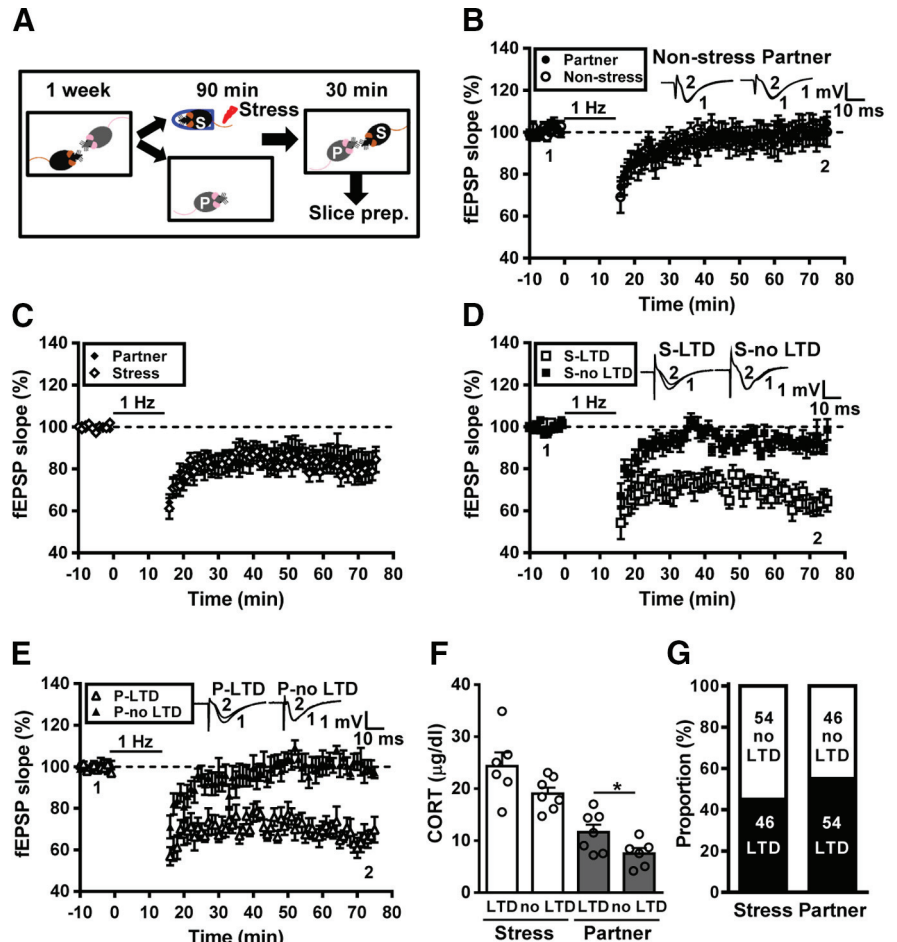 A
1 week
90 min
30 min
Stress
S
S
P
P
Slice prep.
B
fEPSP slope (%)
140
120
100
80
60
40
Partner
Non-stress
Non-stress Partner
2
1
2
1
1 mV
10 ms
1 Hz
1
2
-10 0 10 20 30 40 50 60 70 80
Time (min)
C
fEPSP slope (%)
140
120
100
80
60
40
Partner
Stress
1 Hz
-10 0 10 20 30 40 50 60 70 80
Time (min)
D
fEPSP slope (%)
140
120
100
80
60
40
S-LTD
S-no LTD
S-LTD S-no LTD
2
1
2
1
1 mV
10 ms
1 Hz
1
2
-10 0 10 20 30 40 50 60 70 80
Time (min)
E
fEPSP slope (%)
140
120
100
80
60
40
P-LTD
P-no LTD
P-LTD P-no LTD
2
1
2
1
1 mV
10 ms
1 Hz
1
2
-10 0 10 20 30 40 50 60 70 80
Time (min)
F
CORT (µg/dl)
40
30
20
10
0
*
LTD no LTD LTD no LTD
Stress Partner
G
Proportion (%)
100
80
60
40
20
0
54
no
LTD
46
LTD
46
no
LTD
54
LTD
Stress Partner